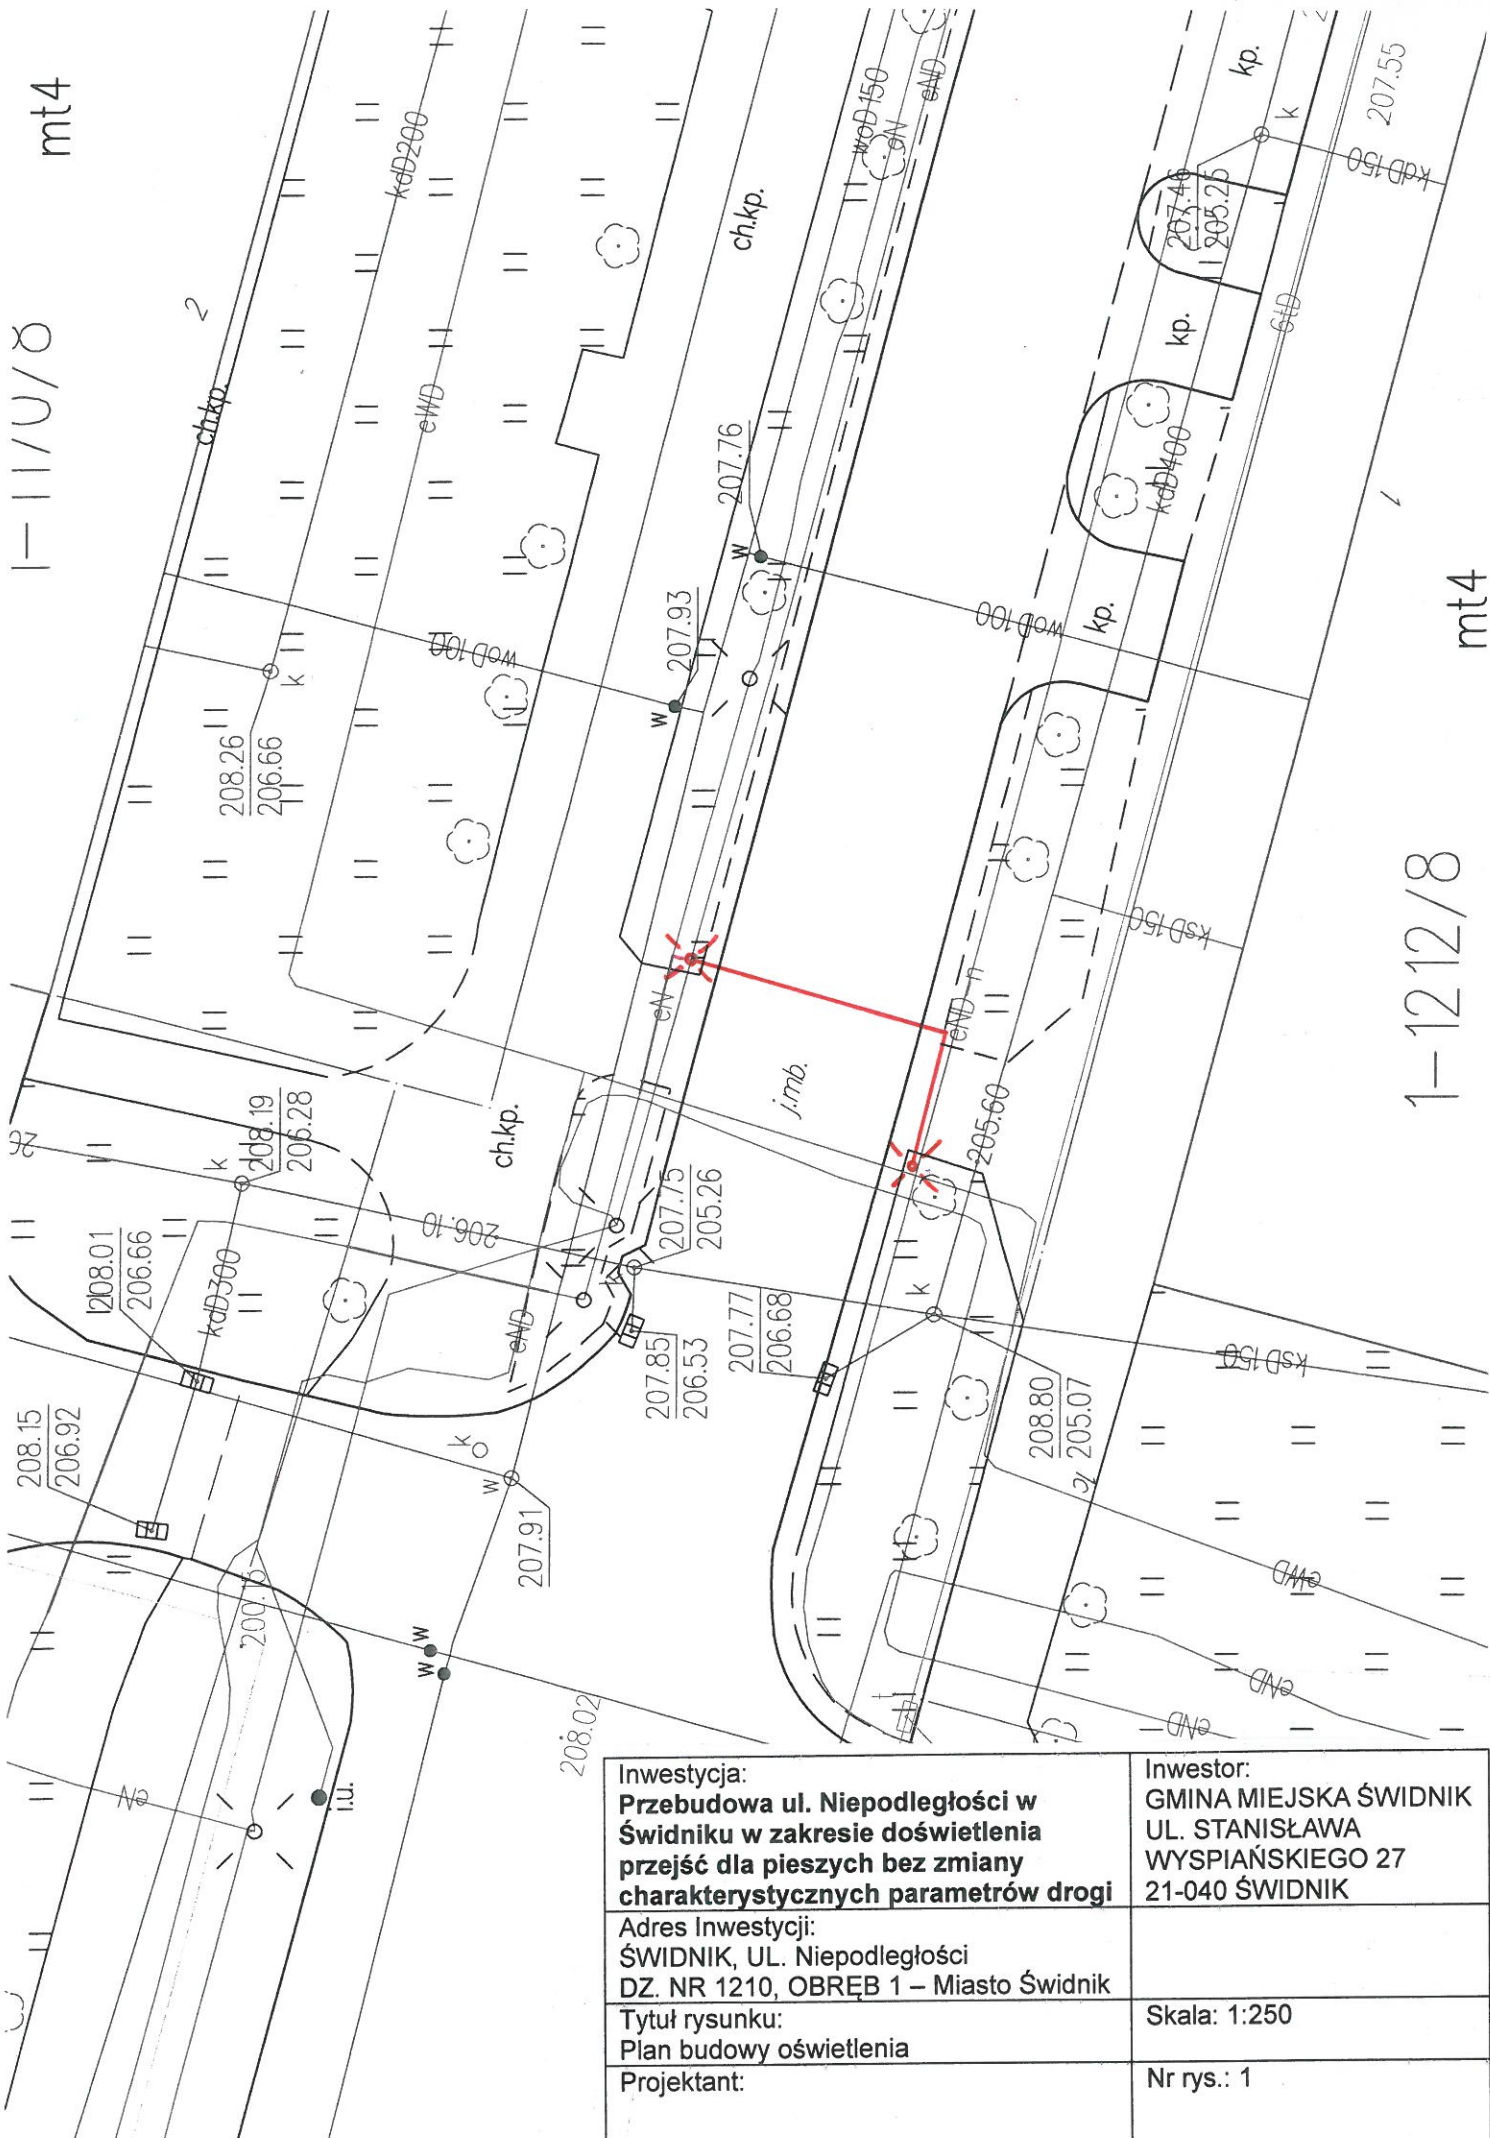 mt4
1-1212/8
mt4
2
ch.kp.
kdD200
eWD
ch.kp.
woD150
eN
eND
kp.
207.55
k
kdD150
207.46
205.25
kp.
6tD
kdD400
1
207.76
w
207.93
w
woD100
woD100
kp.
k
208.26
206.66
ksD150
eN
eND
n
j.mb.
205.60
ch.kp.
k
208.19
206.28
208.01
206.66
kdD300
206.10
207.75
205.26
k
eND
207.85
206.53
207.77
206.68
k
ksD150
208.80
205.07
208.15
206.92
k
w
207.91
w
w
208.02
eN
i.u.
eWD
eND
eND
t
Inwestycja:
Przebudowa ul. Niepodległości w
Świdniku w zakresie doświetlenia
przejść dla pieszych bez zmiany
charakterystycznych parametrów drogi
Inwestor:
GMINA MIEJSKA ŚWIDNIK
UL. STANISŁAWA
WYSPIAŃSKIEGO 27
21-040 ŚWIDNIK
Adres Inwestycji:
ŚWIDNIK, UL. Niepodległości
DZ. NR 1210, OBRĘB 1 – Miasto Świdnik
Tytuł rysunku:
Plan budowy oświetlenia
Skala: 1:250
Projektant:
Nr rys.: 1